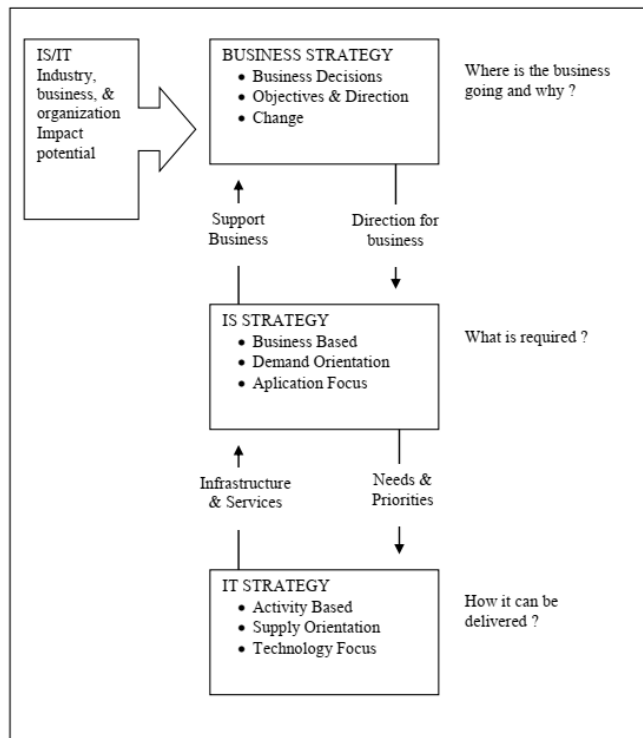 IS/IT
Industry,
business, &
organization
Impact
potential
BUSINESS STRATEGY
• Business Decisions
• Objectives & Direction
• Change
Where is the business
going and why ?
Support
Business
Direction for
business
IS STRATEGY
• Business Based
• Demand Orientation
• Aplication Focus
What is required ?
Infrastructure
& Services
Needs &
Priorities
IT STRATEGY
• Activity Based
• Supply Orientation
• Technology Focus
How it can be
delivered ?